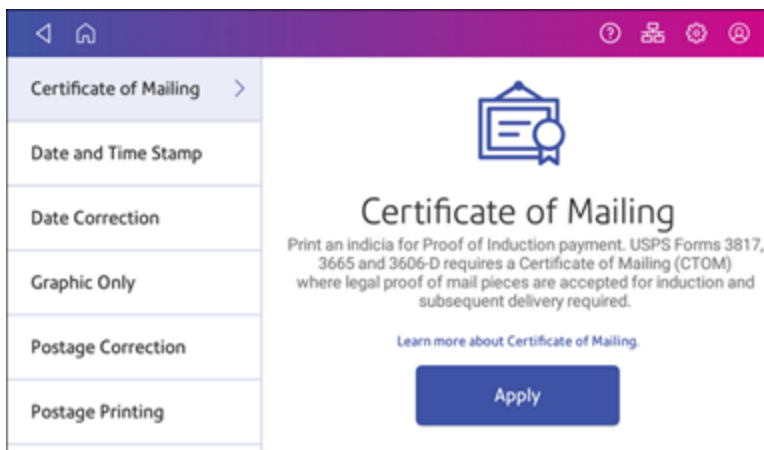 Certificate of Mailing
Date and Time Stamp
Date Correction
Graphic Only
Postage Correction
Postage Printing
Certificate of Mailing
Print an indicia for Proof of Induction payment. USPS Forms 3817,
3665 and 3606-D requires a Certificate of Mailing (CTOM)
where legal proof of mail pieces are accepted for induction and
subsequent delivery required.
Learn more about Certificate of Mailing.
Apply